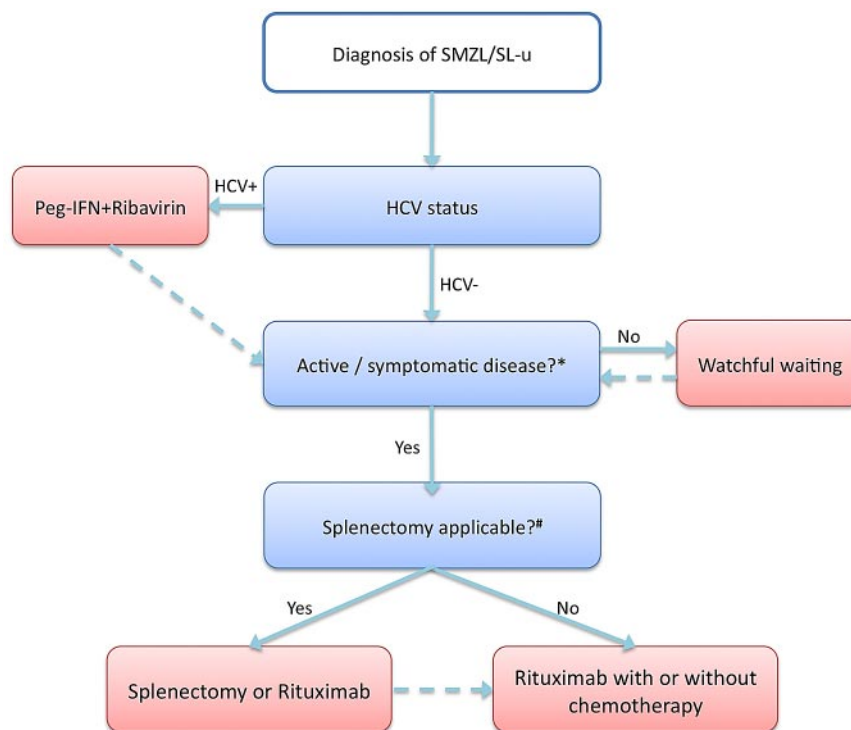 Diagnosis of SMZL/SL-u
HCV+
Peg-IFN+Ribavirin
HCV status
HCV-
Active / symptomatic disease?*
No
Watchful waiting
Yes
Splenectomy applicable?#
Yes
No
Splenectomy or Rituximab
Rituximab with or without
chemotherapy